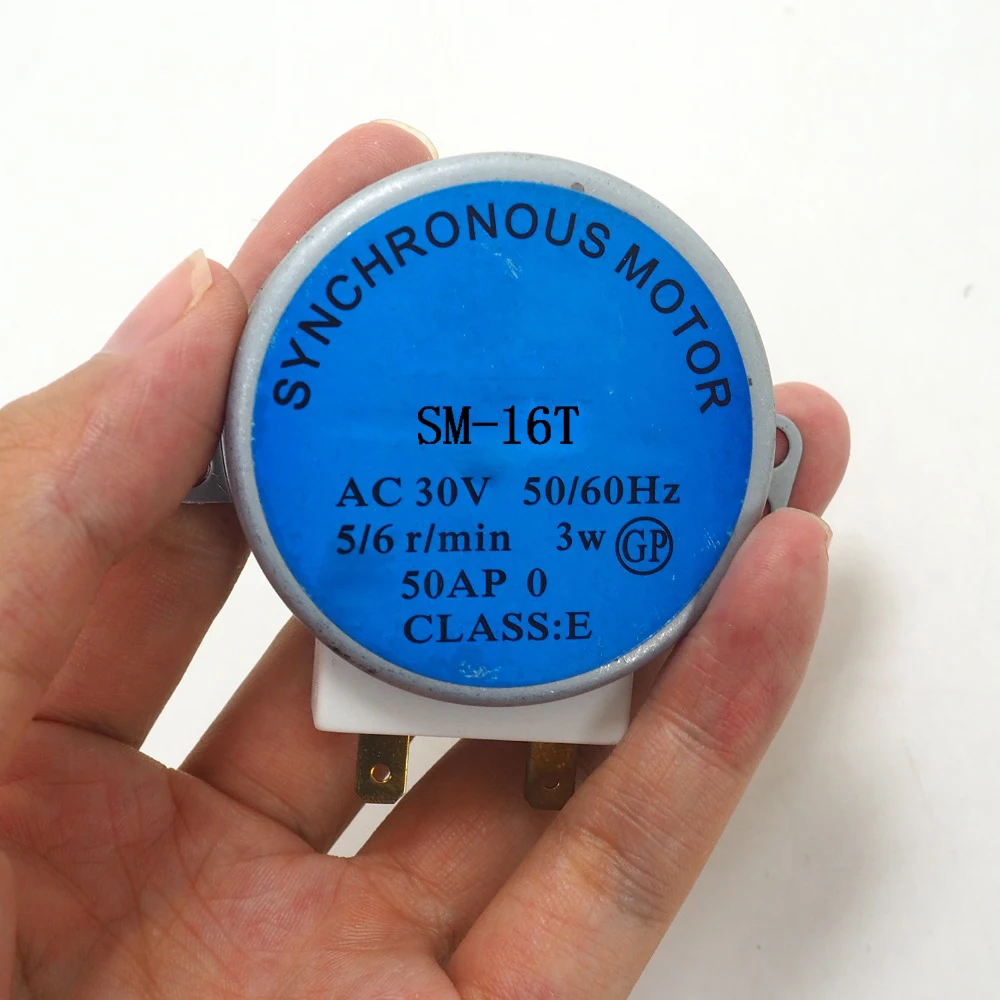 SYNCHRONOUS MOTOR
SM-16T
AC 30V 50/60Hz
5/6 r/min 3w GP
50AP 0
CLASS:E